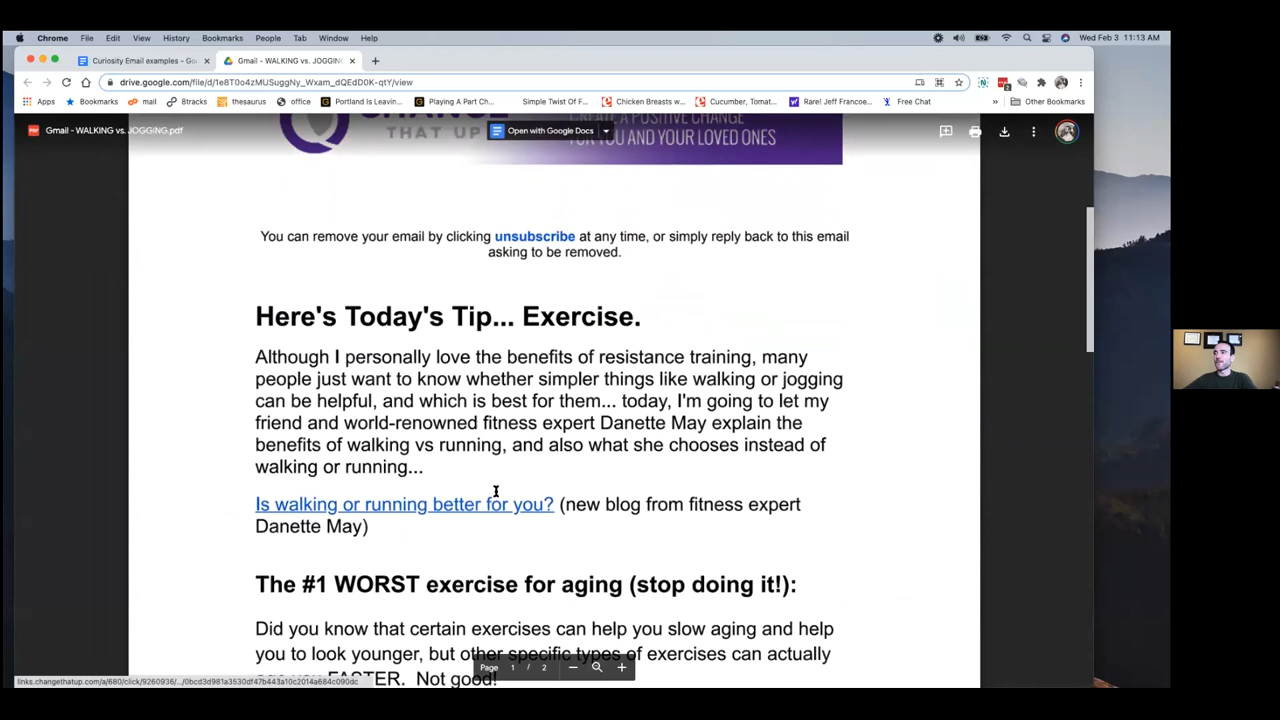 Chrome File Edit View History Bookmarks People Tab Window Help Wed Feb 3 11:13 AM
Curiosity Email examples - Goo Gmail - WALKING vs. JOGGING
drive.google.com/file/d/1e8T0o4zMUSuggNy_Wxam_dQEdD0K-qtY/view
Apps Bookmarks mail Stracks thesaurus office Portland Is Leavin... Playing A Part Ch... Simple Twist Of F... Chicken Breasts w... Cucumber, Tomat... Rare! Jeff Francoe... Free Chat » Other Bookmarks
CHANGE
THAT UP
CREATE A POSITIVE CHANGE
FOR YOU AND YOUR LOVED ONES
Gmail - WALKING vs. JOGGING.pdf
Open with Google Docs
You can remove your email by clicking unsubscribe at any time, or simply reply back to this email
asking to be removed.
Here's Today's Tip... Exercise.
Although I personally love the benefits of resistance training, many
people just want to know whether simpler things like walking or jogging
can be helpful, and which is best for them... today, I'm going to let my
friend and world-renowned fitness expert Danette May explain the
benefits of walking vs running, and also what she chooses instead of
walking or running...
Is walking or running better for you? (new blog from fitness expert
Danette May)
The #1 WORST exercise for aging (stop doing it!):
Did you know that certain exercises can help you slow aging and help
you to look younger, but other specific types of exercises can actually
age you FASTER. Not good!
Page 1 / 2